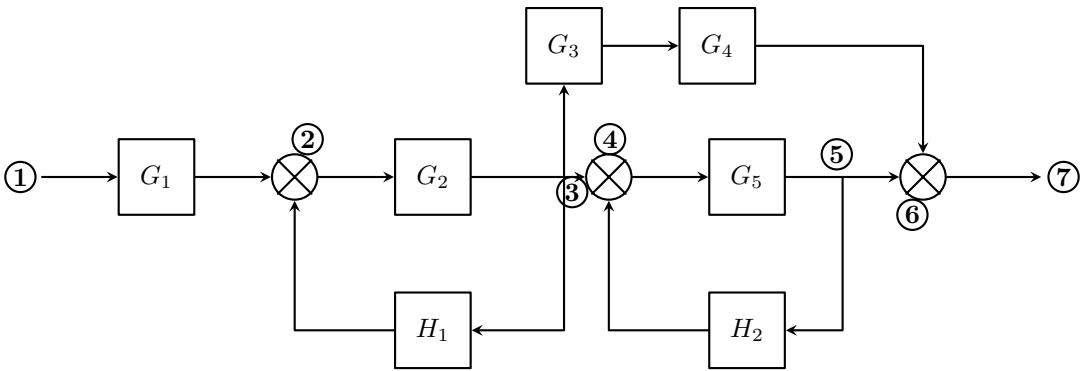 G₃ G₄
② ④ ⑤
① G₁ G₂ ③ G₅ ⑦
⑥
H₁ H₂